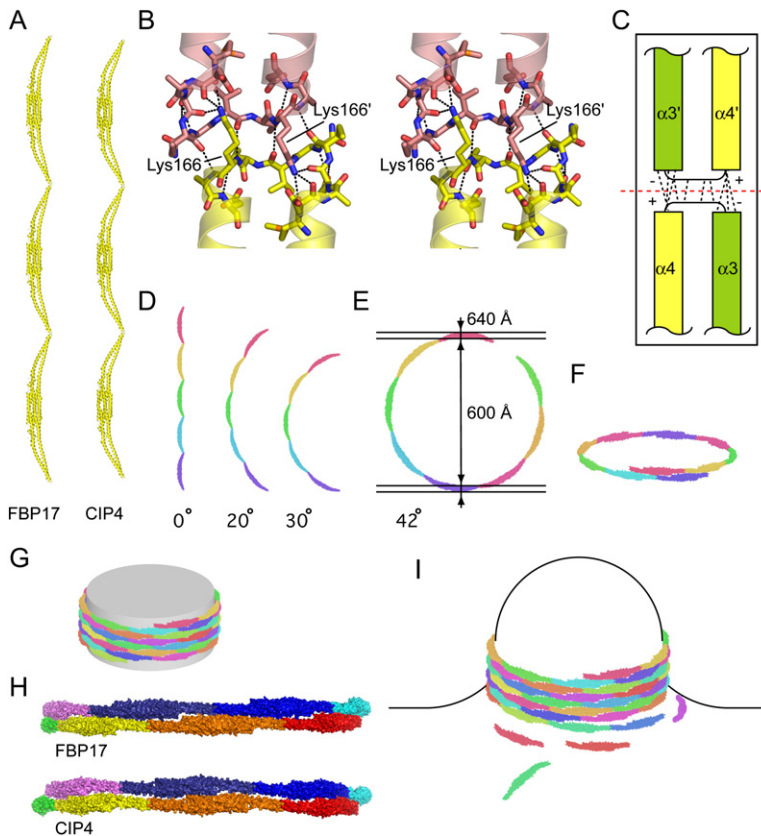 A
B
C
Lys166'
Lys166'
Lys166
Lys166
α3'
α4'
+
+
α4
α3
FBP17
CIP4
D
0°
20°
30°
E
640 Å
600 Å
42°
F
G
H
FBP17
CIP4
I